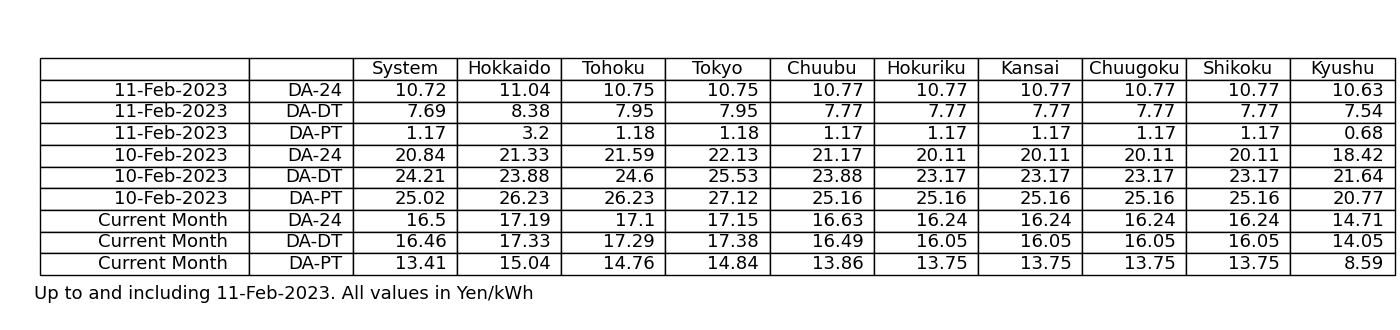 System Hokkaido Tohoku Tokyo Chuubu Hokuriku Kansai Chuugoku Shikoku Kyushu
11-Feb-2023 DA-24 10.72 11.04 10.75 10.75 10.77 10.77 10.77 10.77 10.77 10.63
11-Feb-2023 DA-DT 7.69 8.38 7.95 7.95 7.77 7.77 7.77 7.77 7.77 7.54
11-Feb-2023 DA-PT 1.17 3.2 1.18 1.18 1.17 1.17 1.17 1.17 1.17 0.68
10-Feb-2023 DA-24 20.84 21.33 21.59 22.13 21.17 20.11 20.11 20.11 20.11 18.42
10-Feb-2023 DA-DT 24.21 23.88 24.6 25.53 23.88 23.17 23.17 23.17 23.17 21.64
10-Feb-2023 DA-PT 25.02 26.23 26.23 27.12 25.16 25.16 25.16 25.16 25.16 20.77
Current Month DA-24 16.5 17.19 17.1 17.15 16.63 16.24 16.24 16.24 16.24 14.71
Current Month DA-DT 16.46 17.33 17.29 17.38 16.49 16.05 16.05 16.05 16.05 14.05
Current Month DA-PT 13.41 15.04 14.76 14.84 13.86 13.75 13.75 13.75 13.75 8.59
Up to and including 11-Feb-2023. All values in Yen/kWh